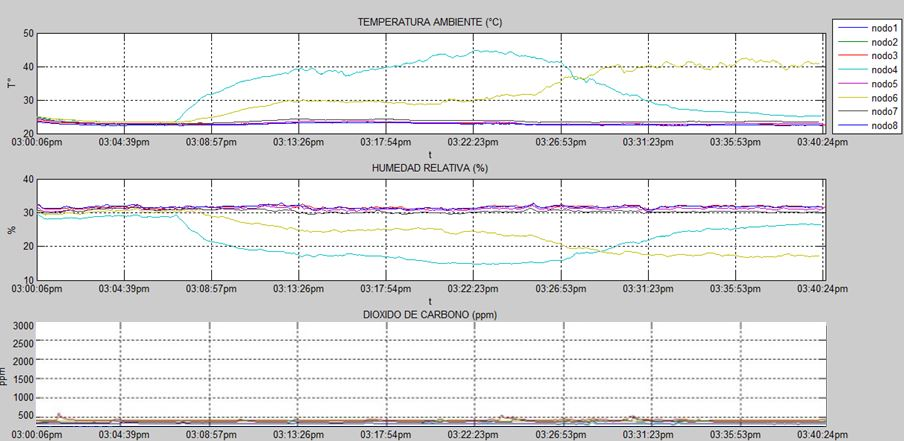 TEMPERATURA AMBIENTE (°C)
50
40
30
20
T°
03:00:06pm 03:04:39pm 03:08:57pm 03:13:26pm 03:17:54pm 03:22:23pm 03:26:53pm 03:31:23pm 03:35:53pm 03:40:24pm
t
nodo1
nodo2
nodo3
nodo4
nodo5
nodo6
nodo7
nodo8
HUMEDAD RELATIVA (%)
40
30
20
10
%
03:00:06pm 03:04:39pm 03:08:57pm 03:13:26pm 03:17:54pm 03:22:23pm 03:26:53pm 03:31:23pm 03:35:53pm 03:40:24pm
t
DIOXIDO DE CARBONO (ppm)
3000
2500
2000
1500
1000
500
ppm
03:00:06pm 03:04:39pm 03:08:57pm 03:13:26pm 03:17:54pm 03:22:23pm 03:26:53pm 03:31:23pm 03:35:53pm 03:40:24pm